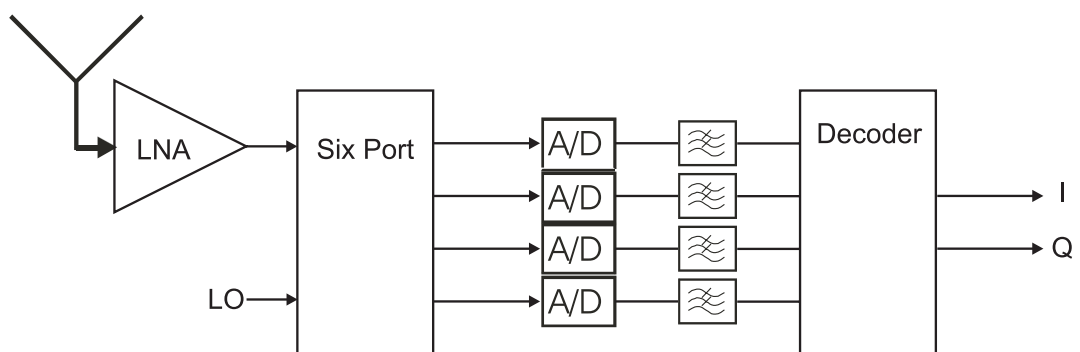 LNA
Six Port
LO
A/D
A/D
A/D
A/D
Decoder
I
Q